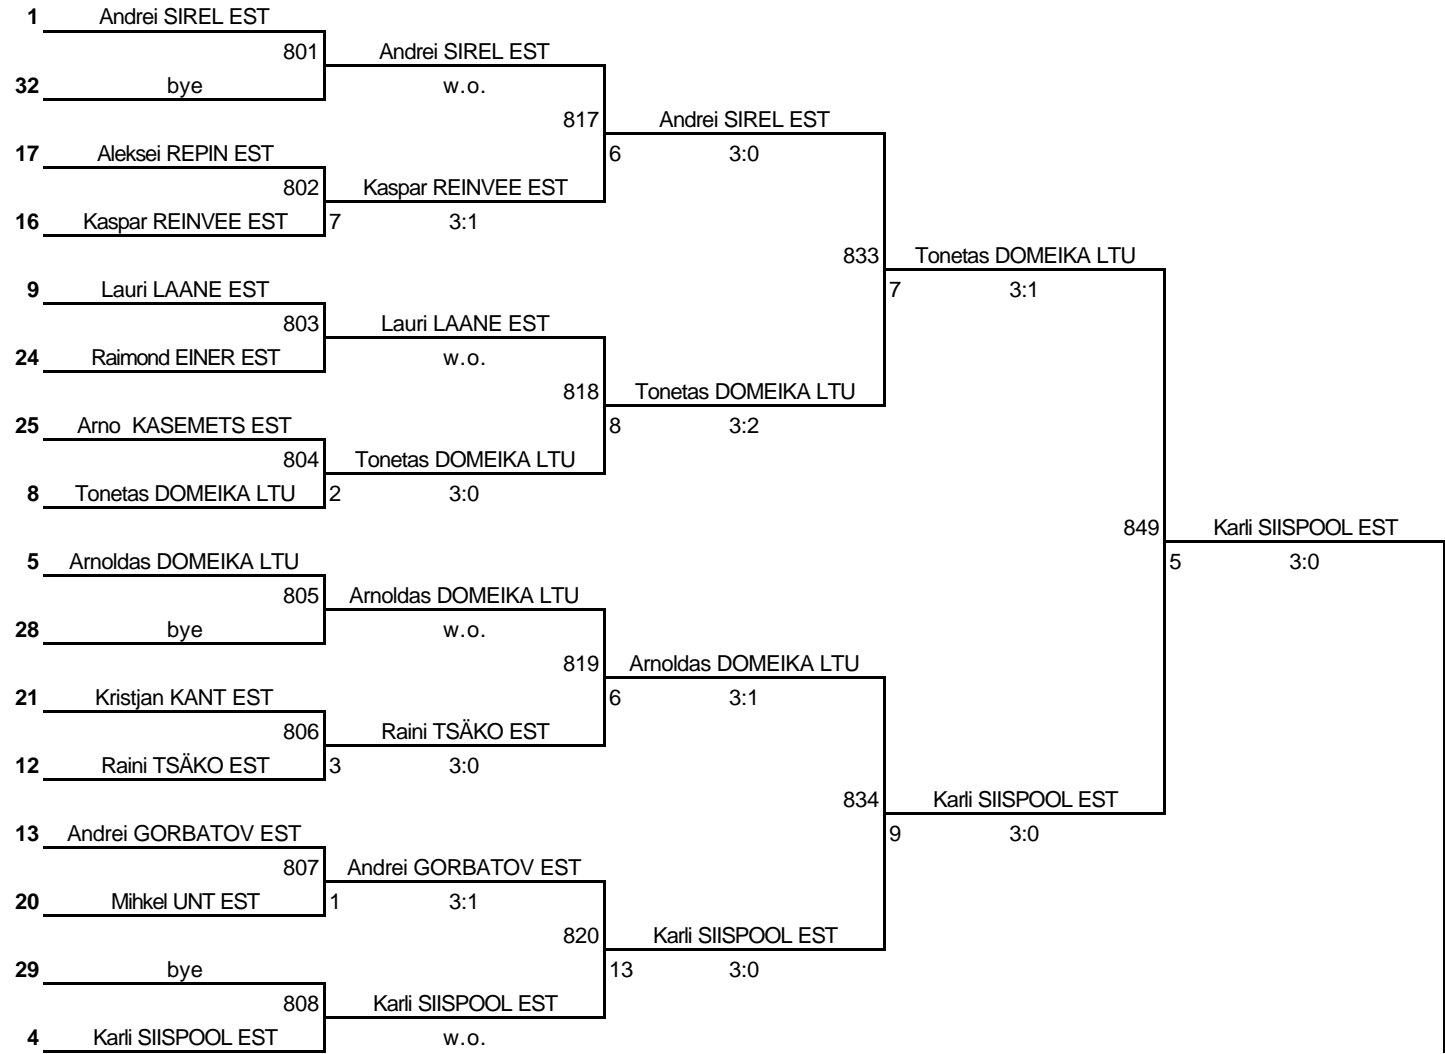 1 Andrei SIREL EST
801 Andrei SIREL EST
32 bye w.o.
817 Andrei SIREL EST
17 Aleksei REPIN EST 6 3:0
802 Kaspar REINVEE EST
16 Kaspar REINVEE EST 7 3:1
833 Tonetas DOMEIKA LTU
9 Lauri LAANE EST 7 3:1
803 Lauri LAANE EST
24 Raimond EINER EST w.o.
818 Tonetas DOMEIKA LTU
25 Arno KASEMETS EST 8 3:2
804 Tonetas DOMEIKA LTU
8 Tonetas DOMEIKA LTU 2 3:0
849 Karli SIISPOOL EST
5 Arnoldas DOMEIKA LTU 5 3:0
805 Arnoldas DOMEIKA LTU
28 bye w.o.
819 Arnoldas DOMEIKA LTU
21 Kristjan KANT EST 6 3:1
806 Raini TSÄKO EST
12 Raini TSÄKO EST 3 3:0
834 Karli SIISPOOL EST
13 Andrei GORBATOV EST 9 3:0
807 Andrei GORBATOV EST
20 Mihkel UNT EST 1 3:1
820 Karli SIISPOOL EST
29 bye 13 3:0
808 Karli SIISPOOL EST
4 Karli SIISPOOL EST w.o.